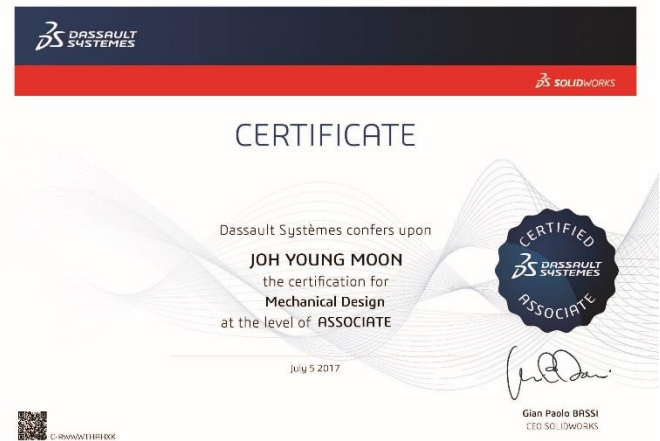 DASSAULT
SYSTEMES
SOLIDWORKS
CERTIFICATE
Dassault Systèmes confers upon
JOH YOUNG MOON
the certification for
Mechanical Design
at the level of ASSOCIATE
July 5 2017
CERTIFIED
DASSAULT
SYSTEMES
ASSOCIATE
Gian Paolo BASSI
CEO SOLIDWORKS